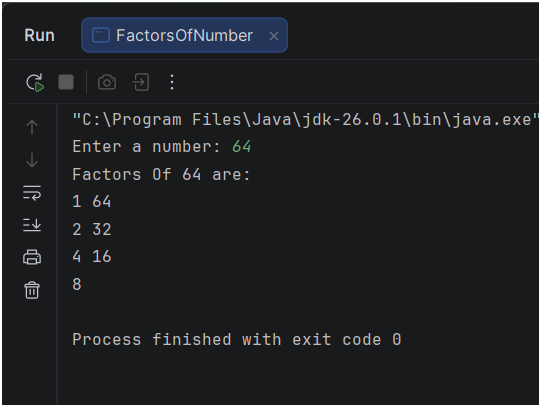 Run FactorsOfNumber
"C:\Program Files\Java\jdk-26.0.1\bin\java.exe"
Enter a number: 64
Factors Of 64 are:
1 64
2 32
4 16
8
Process finished with exit code 0